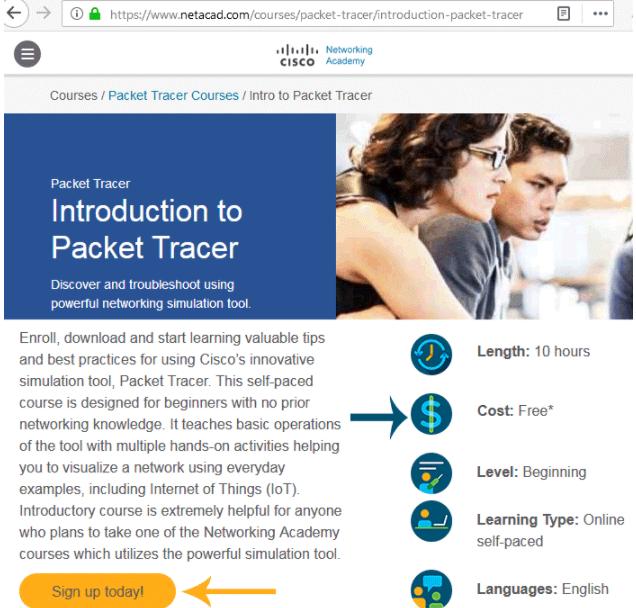 https://www.netacad.com/courses/packet-tracer/introduction-packet-tracer
CISCO
Networking
Academy
Courses / Packet Tracer Courses / Intro to Packet Tracer
Packet Tracer
Introduction to
Packet Tracer
Discover and troubleshoot using
powerful networking simulation tool.
Enroll, download and start learning valuable tips
and best practices for using Cisco's innovative
simulation tool, Packet Tracer. This self-paced
course is designed for beginners with no prior
networking knowledge. It teaches basic operations
of the tool with multiple hands-on activities helping
you to visualize a network using everyday
examples, including Internet of Things (IoT).
Introductory course is extremely helpful for anyone
who plans to take one of the Networking Academy
courses which utilizes the powerful simulation tool.
Sign up today!
Length: 10 hours
Cost: Free*
Level: Beginning
Learning Type: Online
self-paced
Languages: English